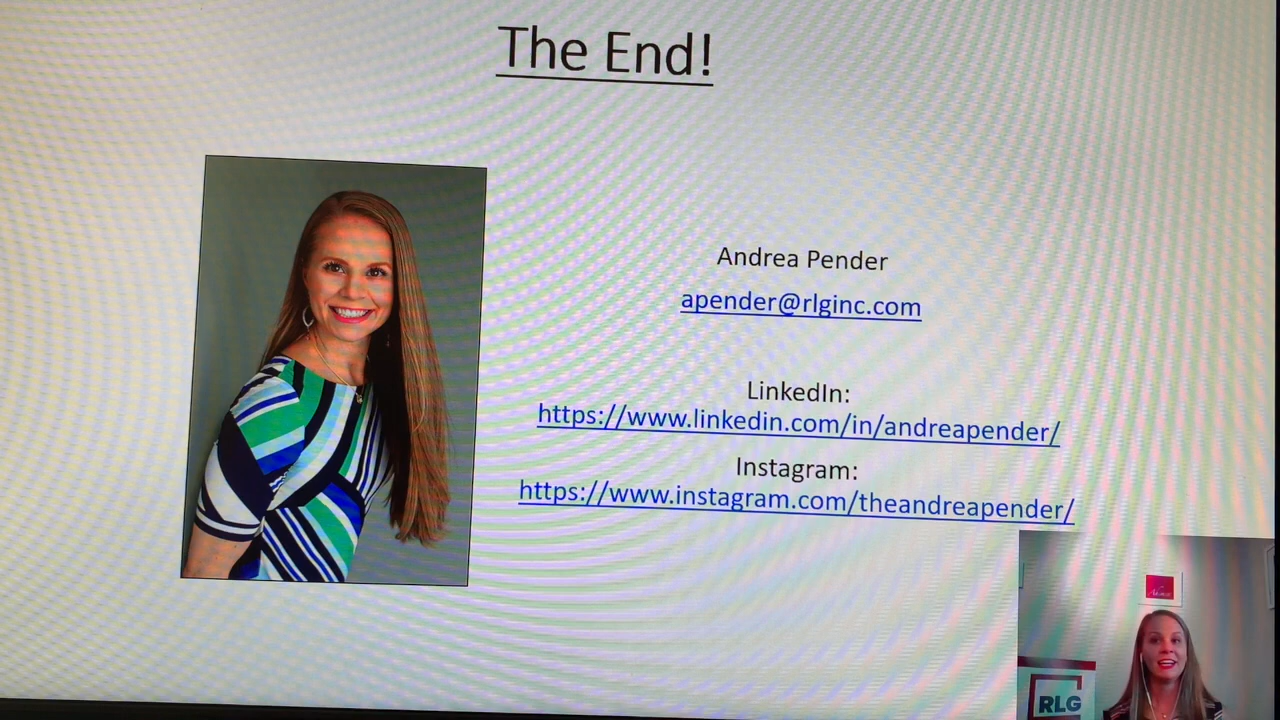 The End!
Andrea Pender
apender@rlginc.com
LinkedIn:
https://www.linkedin.com/in/andreapender/
Instagram:
https://www.instagram.com/theandreapender/
RLG